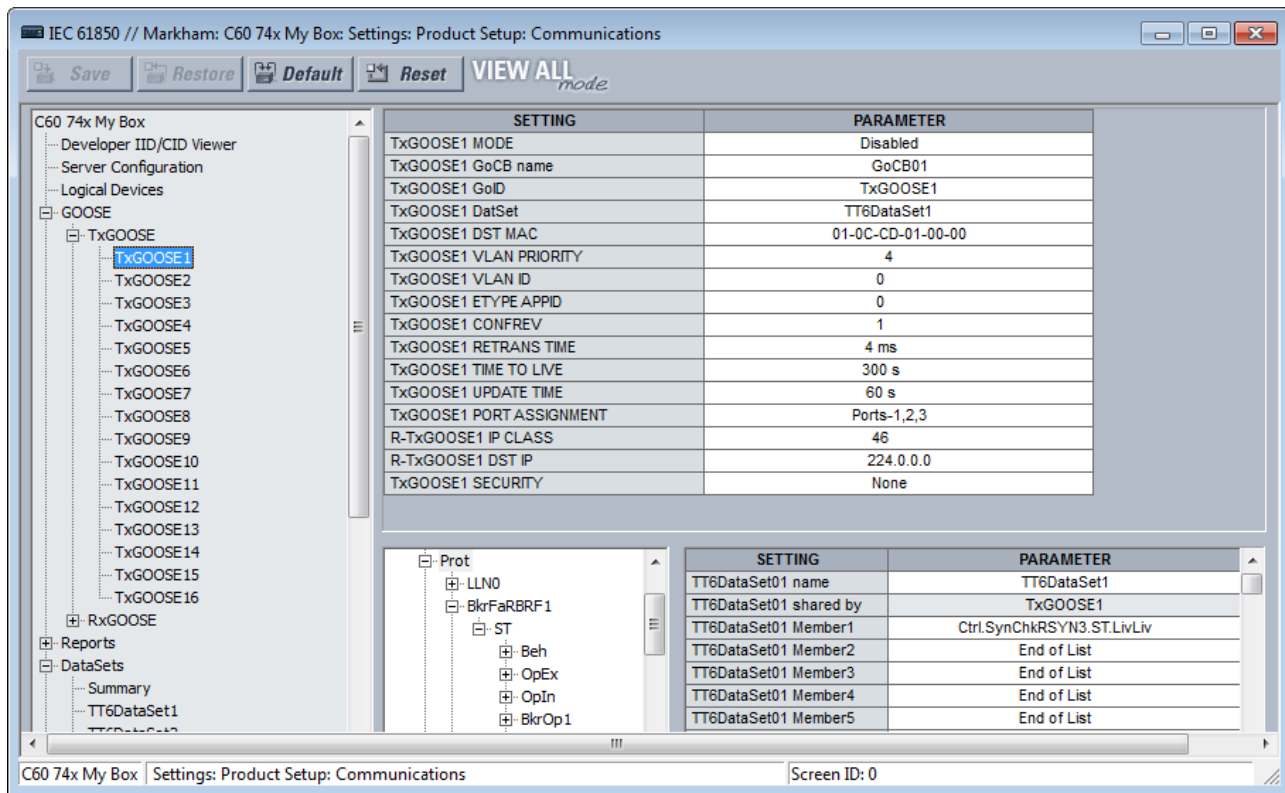 IEC 61850 // Markham: C60 74x My Box: Settings: Product Setup: Communications
Save Restore Default Reset VIEW ALL mode
C60 74x My Box
Developer IID/CID Viewer
Server Configuration
Logical Devices
GOOSE
TxGOOSE
TxGOOSE1
TxGOOSE2
TxGOOSE3
TxGOOSE4
TxGOOSE5
TxGOOSE6
TxGOOSE7
TxGOOSE8
TxGOOSE9
TxGOOSE10
TxGOOSE11
TxGOOSE12
TxGOOSE13
TxGOOSE14
TxGOOSE15
TxGOOSE16
RxGOOSE
Reports
DataSets
Summary
TT6DataSet1
TT6DataSet2
SETTING PARAMETER
TxGOOSE1 MODE Disabled
TxGOOSE1 GoCB name GoCB01
TxGOOSE1 GoID TxGOOSE1
TxGOOSE1 DatSet TT6DataSet1
TxGOOSE1 DST MAC 01-0C-CD-01-00-00
TxGOOSE1 VLAN PRIORITY 4
TxGOOSE1 VLAN ID 0
TxGOOSE1 ETYPE APPID 0
TxGOOSE1 CONFREV 1
TxGOOSE1 RETRANS TIME 4 ms
TxGOOSE1 TIME TO LIVE 300 s
TxGOOSE1 UPDATE TIME 60 s
TxGOOSE1 PORT ASSIGNMENT Ports-1,2,3
R-TxGOOSE1 IP CLASS 46
R-TxGOOSE1 DST IP 224.0.0.0
TxGOOSE1 SECURITY None
Prot
LLN0
BkrFaRBRF1
ST
Beh
OpEx
OpIn
BkrOp1
SETTING PARAMETER
TT6DataSet01 name TT6DataSet1
TT6DataSet01 shared by TxGOOSE1
TT6DataSet01 Member1 Ctrl.SynChkRSYN3.ST.LivLiv
TT6DataSet01 Member2 End of List
TT6DataSet01 Member3 End of List
TT6DataSet01 Member4 End of List
TT6DataSet01 Member5 End of List
C60 74x My Box Settings: Product Setup: Communications Screen ID: 0